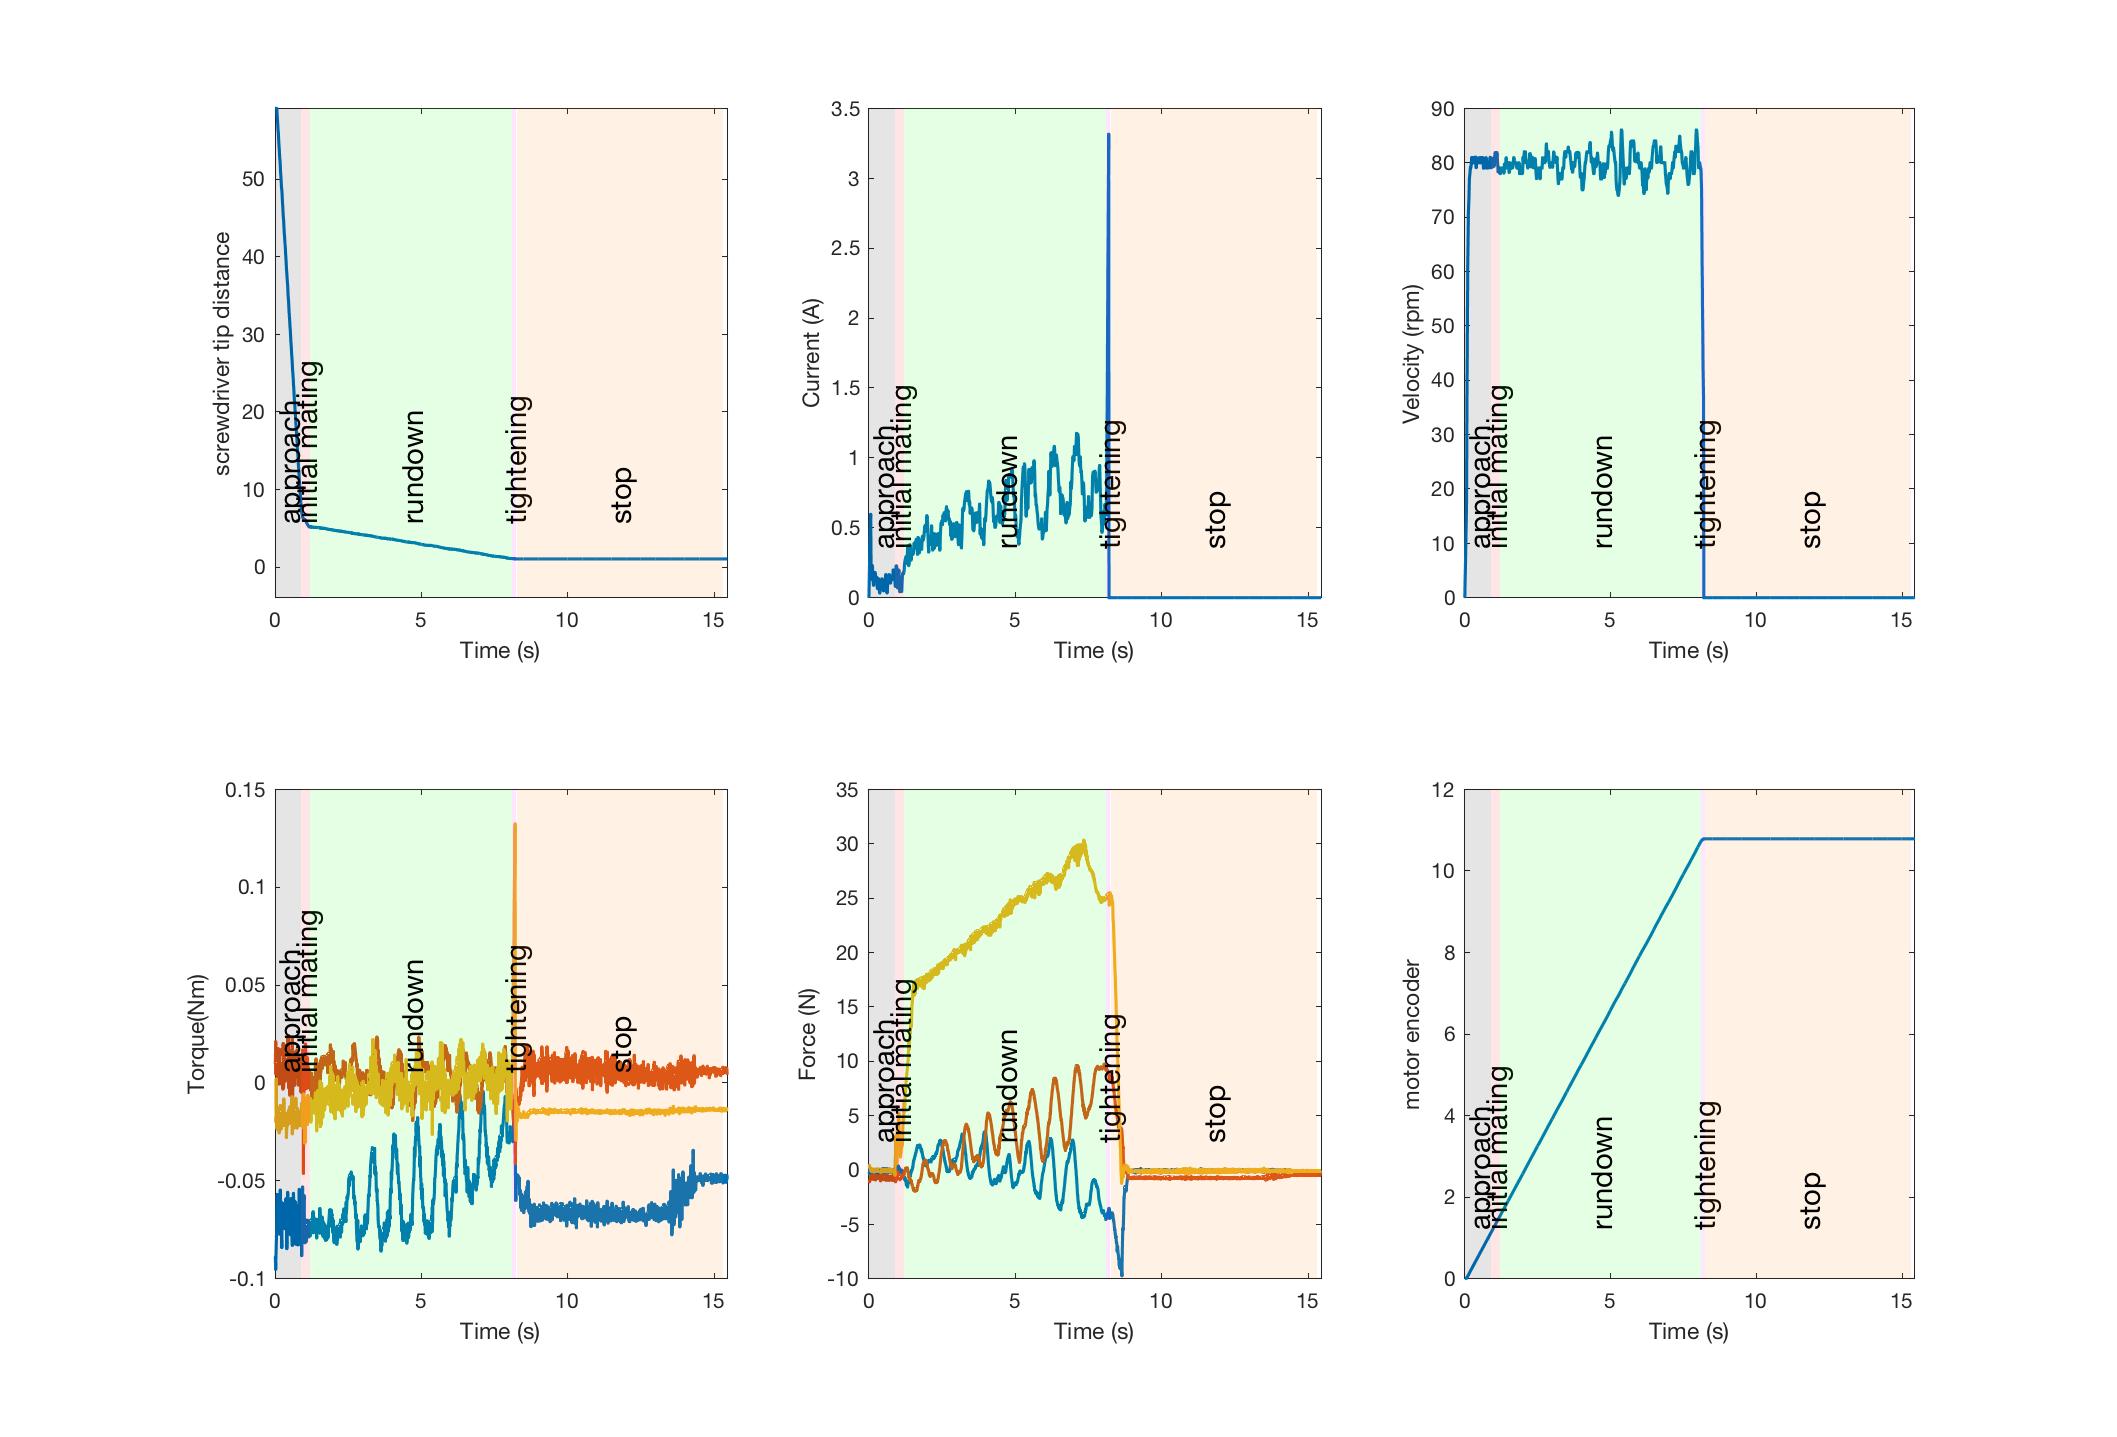 screwdriver tip distance
50
40
30
20
10
0
approach
initial mating
rundown
tightening
stop
0 5 10 15
Time (s)
Current (A)
3.5
3
2.5
2
1.5
1
0.5
0
approach
initial mating
rundown
tightening
stop
0 5 10 15
Time (s)
Velocity (rpm)
90
80
70
60
50
40
30
20
10
0
approach
initial mating
rundown
tightening
stop
0 5 10 15
Time (s)
Torque(Nm)
0.15
0.1
0.05
0
-0.05
-0.1
approach
initial mating
rundown
tightening
stop
0 5 10 15
Time (s)
Force (N)
35
30
25
20
15
10
5
0
-5
-10
approach
initial mating
rundown
tightening
stop
0 5 10 15
Time (s)
motor encoder
12
10
8
6
4
2
0
approach
initial mating
rundown
tightening
stop
0 5 10 15
Time (s)